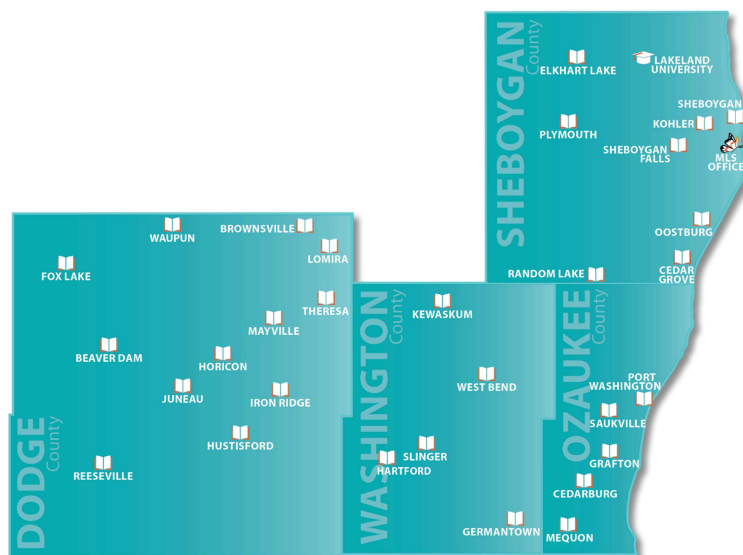 SHEBOYGAN
County
ELKHART LAKE
LAKELAND
UNIVERSITY
SHEBOYGAN
KOHLER
PLYMOUTH
SHEBOYGAN
FALLS
MLS
OFFICE
OOSTBURG
CEDAR
GROVE
RANDOM LAKE
DODGE
County
WAUPUN
BROWNSVILLE
LOMIRA
FOX LAKE
THERESA
MAYVILLE
BEAVER DAM
HORICON
JUNEAU
IRON RIDGE
HUSTISFORD
REESEVILLE
WASHINGTON
County
KEWASKUM
WEST BEND
SLINGER
HARTFORD
GERMANTOWN
OZAUKEE
County
PORT
WASHINGTON
SAUKVILLE
GRAFTON
CEDARBURG
MEQUON